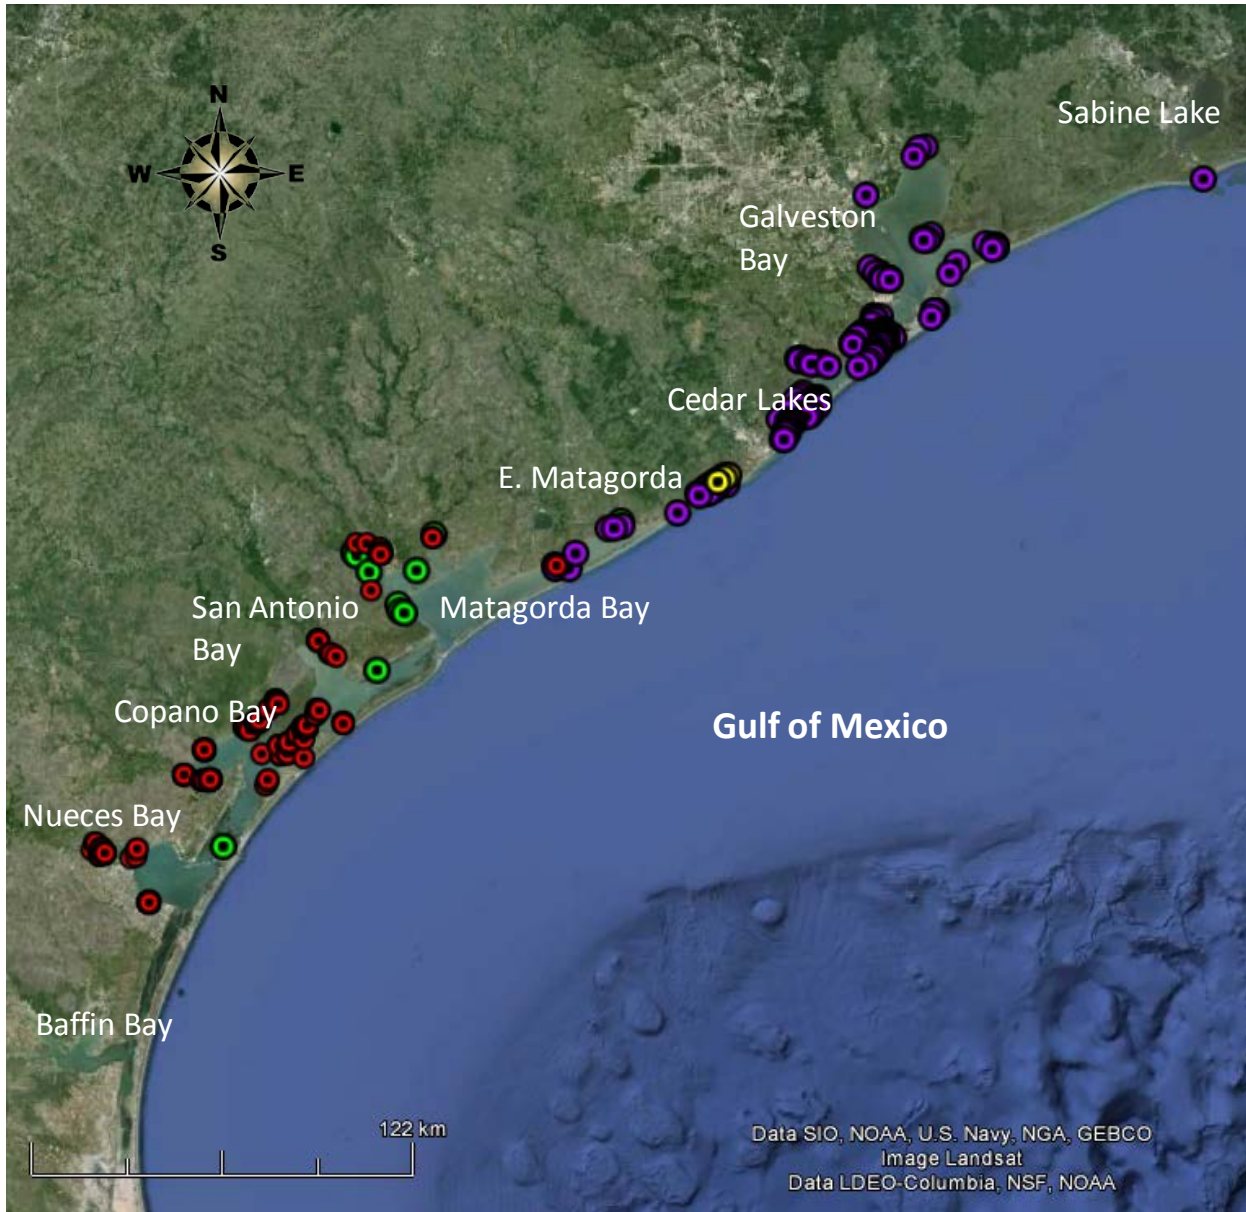 N
Sabine Lake
W
E
Galveston
Bay
S
Cedar Lakes
E. Matagorda
San Antonio
Bay
Matagorda Bay
Copano Bay
Gulf of Mexico
Nueces Bay
Baffin Bay
122 km
Data SIO, NOAA, U.S. Navy, NGA, GEBCO
Image Landsat
Data LDEO-Columbia, NSF, NOAA